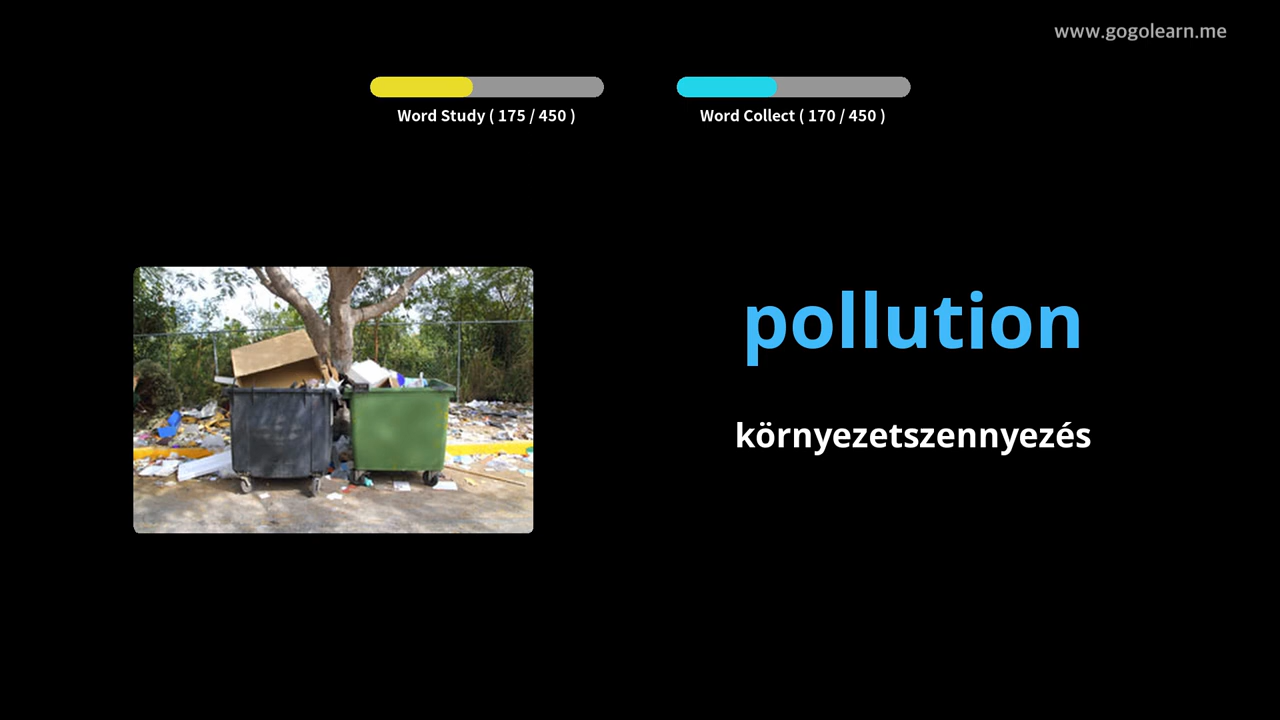 www.gogolearn.me
Word Study ( 175 / 450 )
Word Collect ( 170 / 450 )
pollution
környezetszennyezés